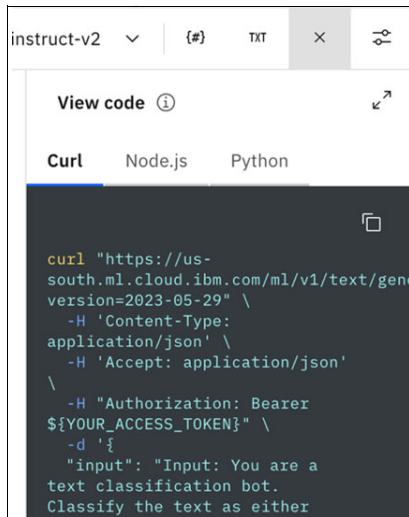 instruct-v2 {#} TXT
View code
Curl Node.js Python
curl "https://us-
south.ml.cloud.ibm.com/ml/v1/text/gene
version=2023-05-29" \
-H 'Content-Type:
application/json' \
-H 'Accept: application/json'
\
-H "Authorization: Bearer
${YOUR_ACCESS_TOKEN}" \
-d '{
"input": "Input: You are a
text classification bot.
Classify the text as either